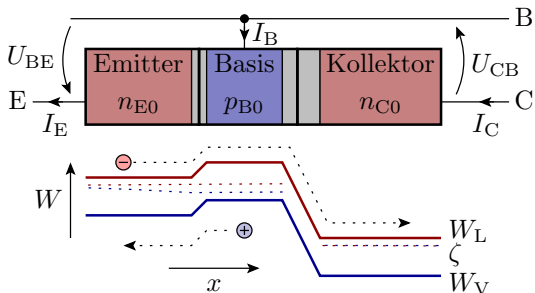 B
I_B
U_BE
U_CB
Emitter Basis Kollektor
n_E0 p_B0 n_C0
E C
I_E I_C
−
W
W_L
ζ
+
W_V
x